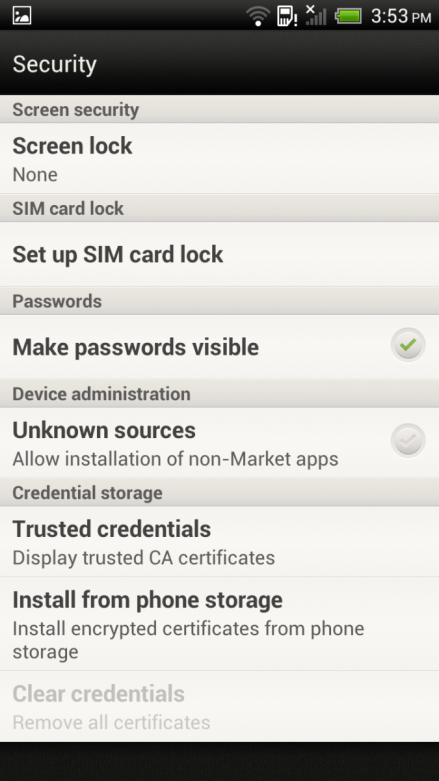 3:53 PM
Security
Screen security
Screen lock
None
SIM card lock
Set up SIM card lock
Passwords
Make passwords visible
Device administration
Unknown sources
Allow installation of non-Market apps
Credential storage
Trusted credentials
Display trusted CA certificates
Install from phone storage
Install encrypted certificates from phone
storage
Clear credentials
Remove all certificates